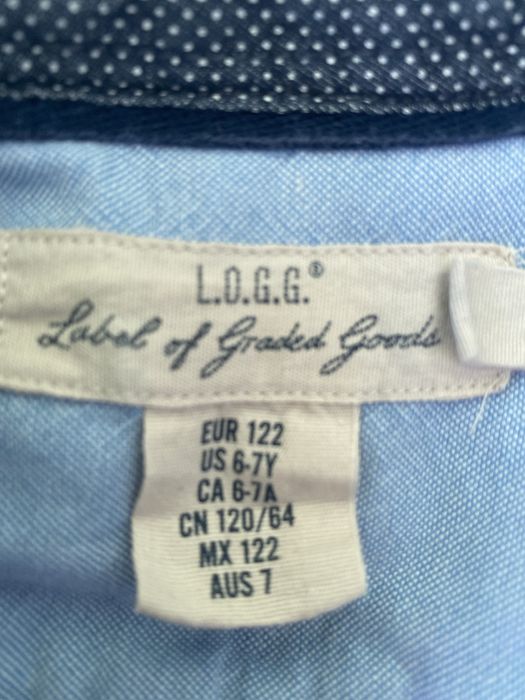 L.O.G.G.®
Label of Graded Goods
EUR 122
US 6-7Y
CA 6-7A
CN 120/64
MX 122
AUS 7